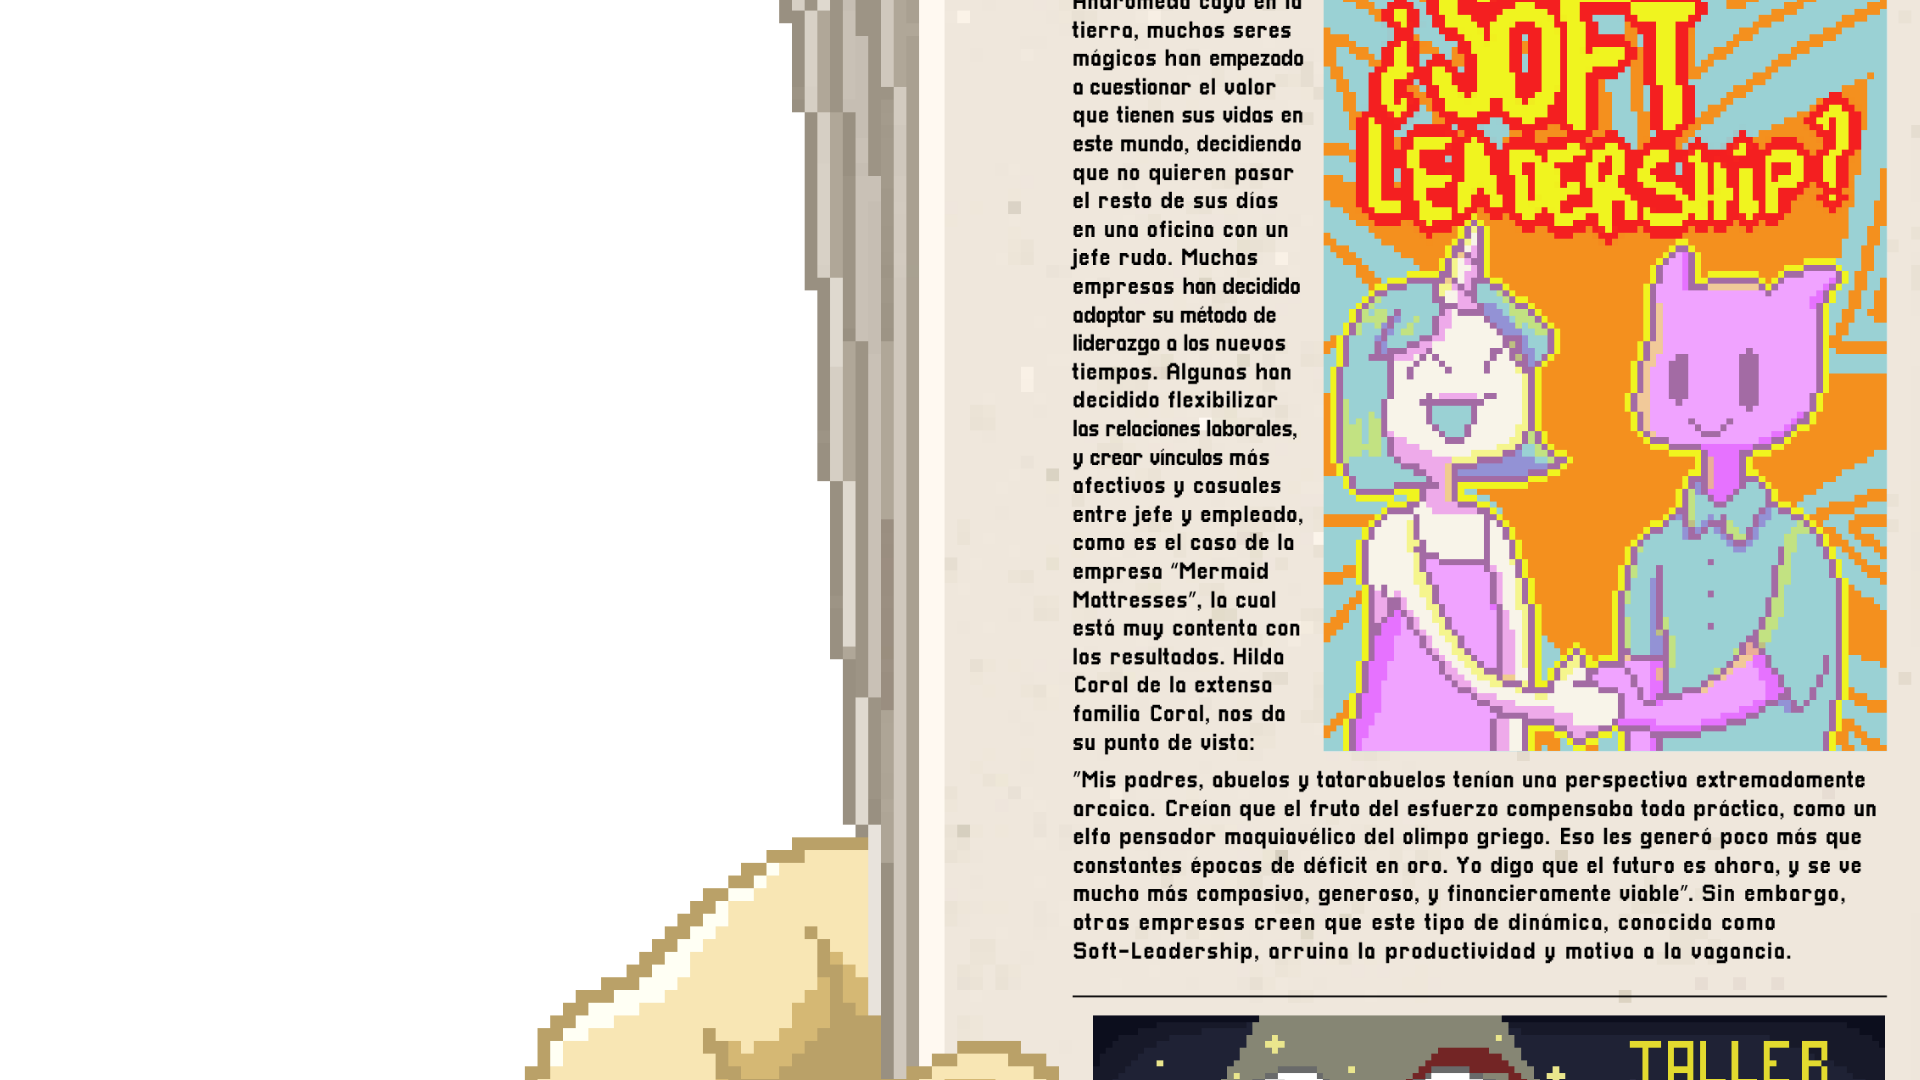 Andrómeda cayó en la
tierra, muchos seres
mágicos han empezado
a cuestionar el valor
que tienen sus vidas en
este mundo, decidiendo
que no quieren pasar
el resto de sus días
en una oficina con un
jefe rudo. Muchas
empresas han decidido
adoptar su método de
liderazgo a los nuevos
tiempos. Algunas han
decidido flexibilizar
las relaciones laborales,
y crear vínculos más
afectivos y casuales
entre jefe y empleado,
como es el caso de la
empresa "Mermaid
Mattresses", la cual
está muy contenta con
los resultados. Hilda
Coral de la extensa
familia Coral, nos da
su punto de vista:
¿SOFT
LEADERSHIP?
"Mis padres, abuelos y tatarabuelos tenían una perspectiva extremadamente
arcaica. Creían que el fruto del esfuerzo compensaba toda práctica, como un
elfo pensador maquiavélico del olimpo griego. Eso les generó poco más que
constantes épocas de déficit en oro. Yo digo que el futuro es ahora, y se ve
mucho más compasivo, generoso, y financieramente viable". Sin embargo,
otras empresas creen que este tipo de dinámica, conocida como
Soft-Leadership, arruina la productividad y motiva a la vagancia.
TALLER